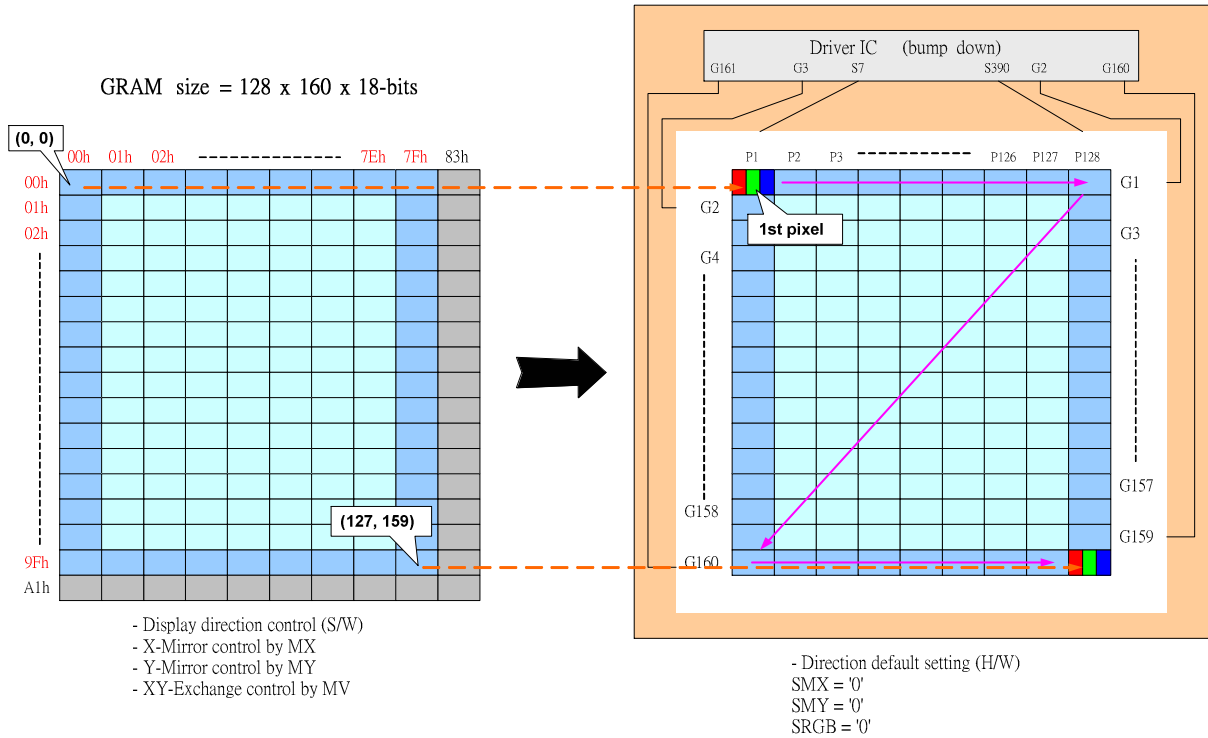 GRAM size = 128 x 160 x 18-bits
(0, 0)
00h 01h 02h 7Eh 7Fh 83h
00h
01h
02h
9Fh
A1h
(127, 159)
- Display direction control (S/W)
- X-Mirror control by MX
- Y-Mirror control by MY
- XY-Exchange control by MV
Driver IC (bump down)
G161 G3 S7 S390 G2 G160
P1 P2 P3 P126 P127 P128
G1
G2
1st pixel
G3
G4
G157
G158
G159
G160
- Direction default setting (H/W)
SMX = '0'
SMY = '0'
SRGB = '0'